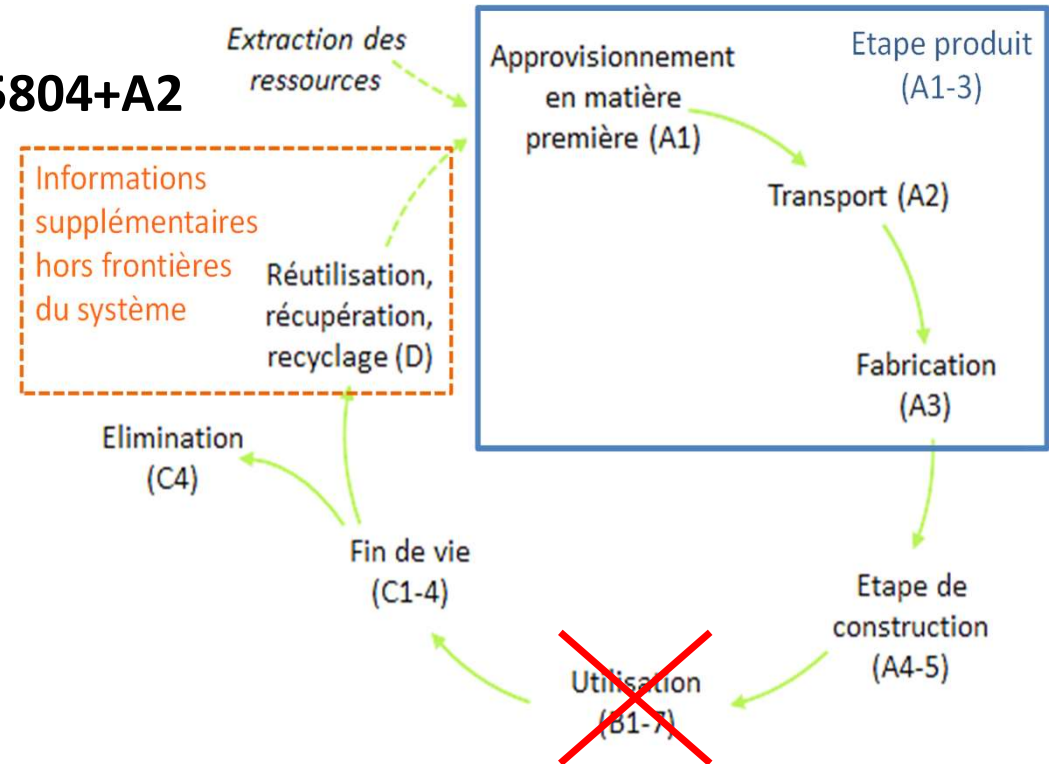 5804+A2
Extraction des
ressources
Approvisionnement
en matière
première (A1)
Etape produit
(A1-3)
Transport (A2)
Fabrication
(A3)
Informations
supplémentaires
hors frontières
du système
Réutilisation,
récupération,
recyclage (D)
Elimination
(C4)
Fin de vie
(C1-4)
Etape de
construction
(A4-5)
Utilisation
(B1-7)